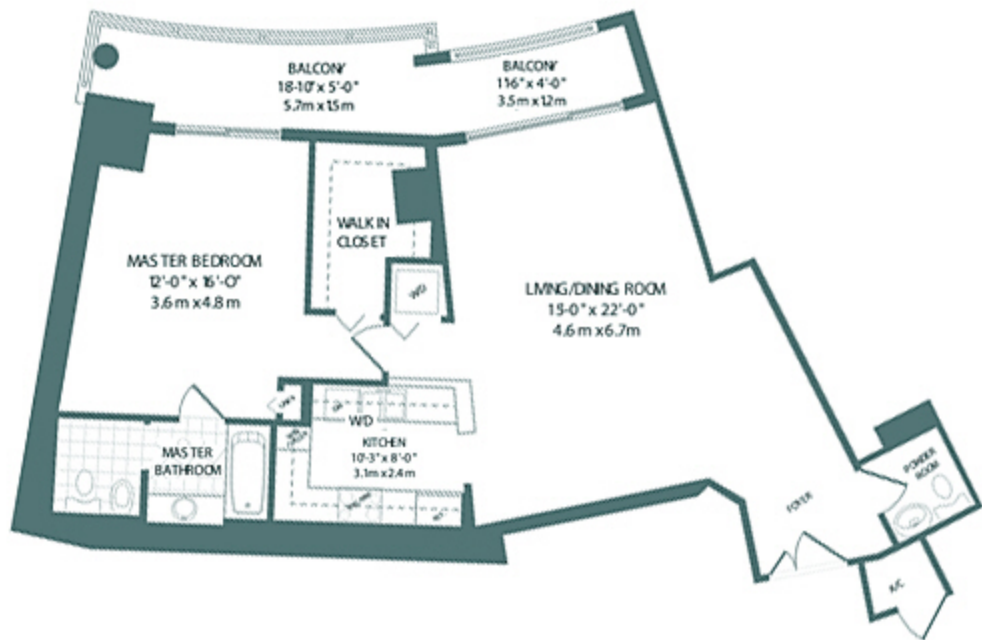 BALCONY
18-10" x 5'-0"
5.7m x 1.5m
BALCONY
11'6" x 4'-0"
3.5m x 1.2m
WALK IN
CLOSET
MASTER BEDROOM
12'-0" x 16'-0"
3.6m x 4.8m
W/D
LIVING/DINING ROOM
15-0" x 22'-0"
4.6m x 6.7m
WD
KITCHEN
10'-3" x 8'-0"
3.1m x 2.4m
MASTER
BATHROOM
POWDER
ROOM
FOYER
A/C